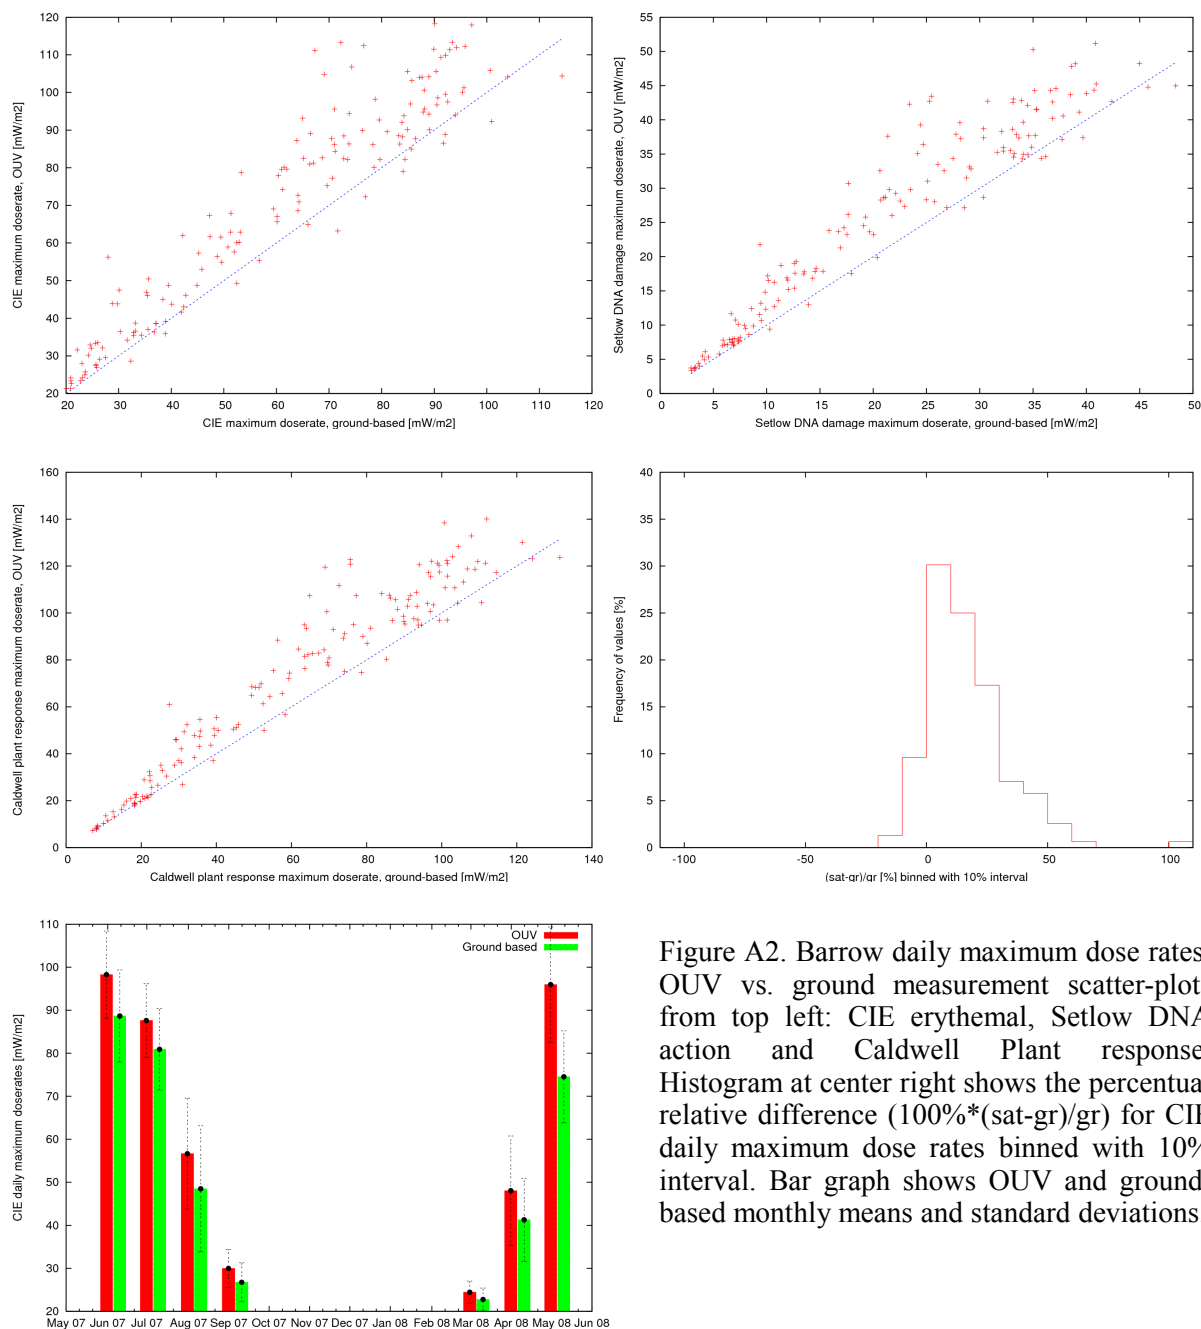 120
110
100
90
80
70
60
50
40
30
20
CIE maximum doserate, OUV [mW/m2]
20 30 40 50 60 70 80 90 100 110 120
CIE maximum doserate, ground-based [mW/m2]
55
50
45
40
35
30
25
20
15
10
5
0
Setlow DNA damage maximum doserate, OUV [mW/m2]
0 5 10 15 20 25 30 35 40 45 50
Setlow DNA damage maximum doserate, ground-based [mW/m2]
160
140
120
100
80
60
40
20
0
Caldwell plant response maximum doserate, OUV [mW/m2]
0 20 40 60 80 100 120 140
Caldwell plant response maximum doserate, ground-based [mW/m2]
40
35
30
25
20
15
10
5
0
Frequency of values [%]
-100 -50 0 50 100
(sat-gr)/gr [%] binned with 10% interval
110
100
90
80
70
60
50
40
30
20
CIE daily maximum doserates [mW/m2]
OUV
Ground based
May 07 Jun 07 Jul 07 Aug 07 Sep 07 Oct 07 Nov 07 Dec 07 Jan 08 Feb 08 Mar 08 Apr 08 May 08 Jun 08
Figure A2. Barrow daily maximum dose rates
OUV vs. ground measurement scatter-plot
from top left: CIE erythemal, Setlow DNA
action and Caldwell Plant response
Histogram at center right shows the percentua
relative difference (100%*(sat-gr)/gr) for CIE
daily maximum dose rates binned with 10%
interval. Bar graph shows OUV and ground
based monthly means and standard deviations